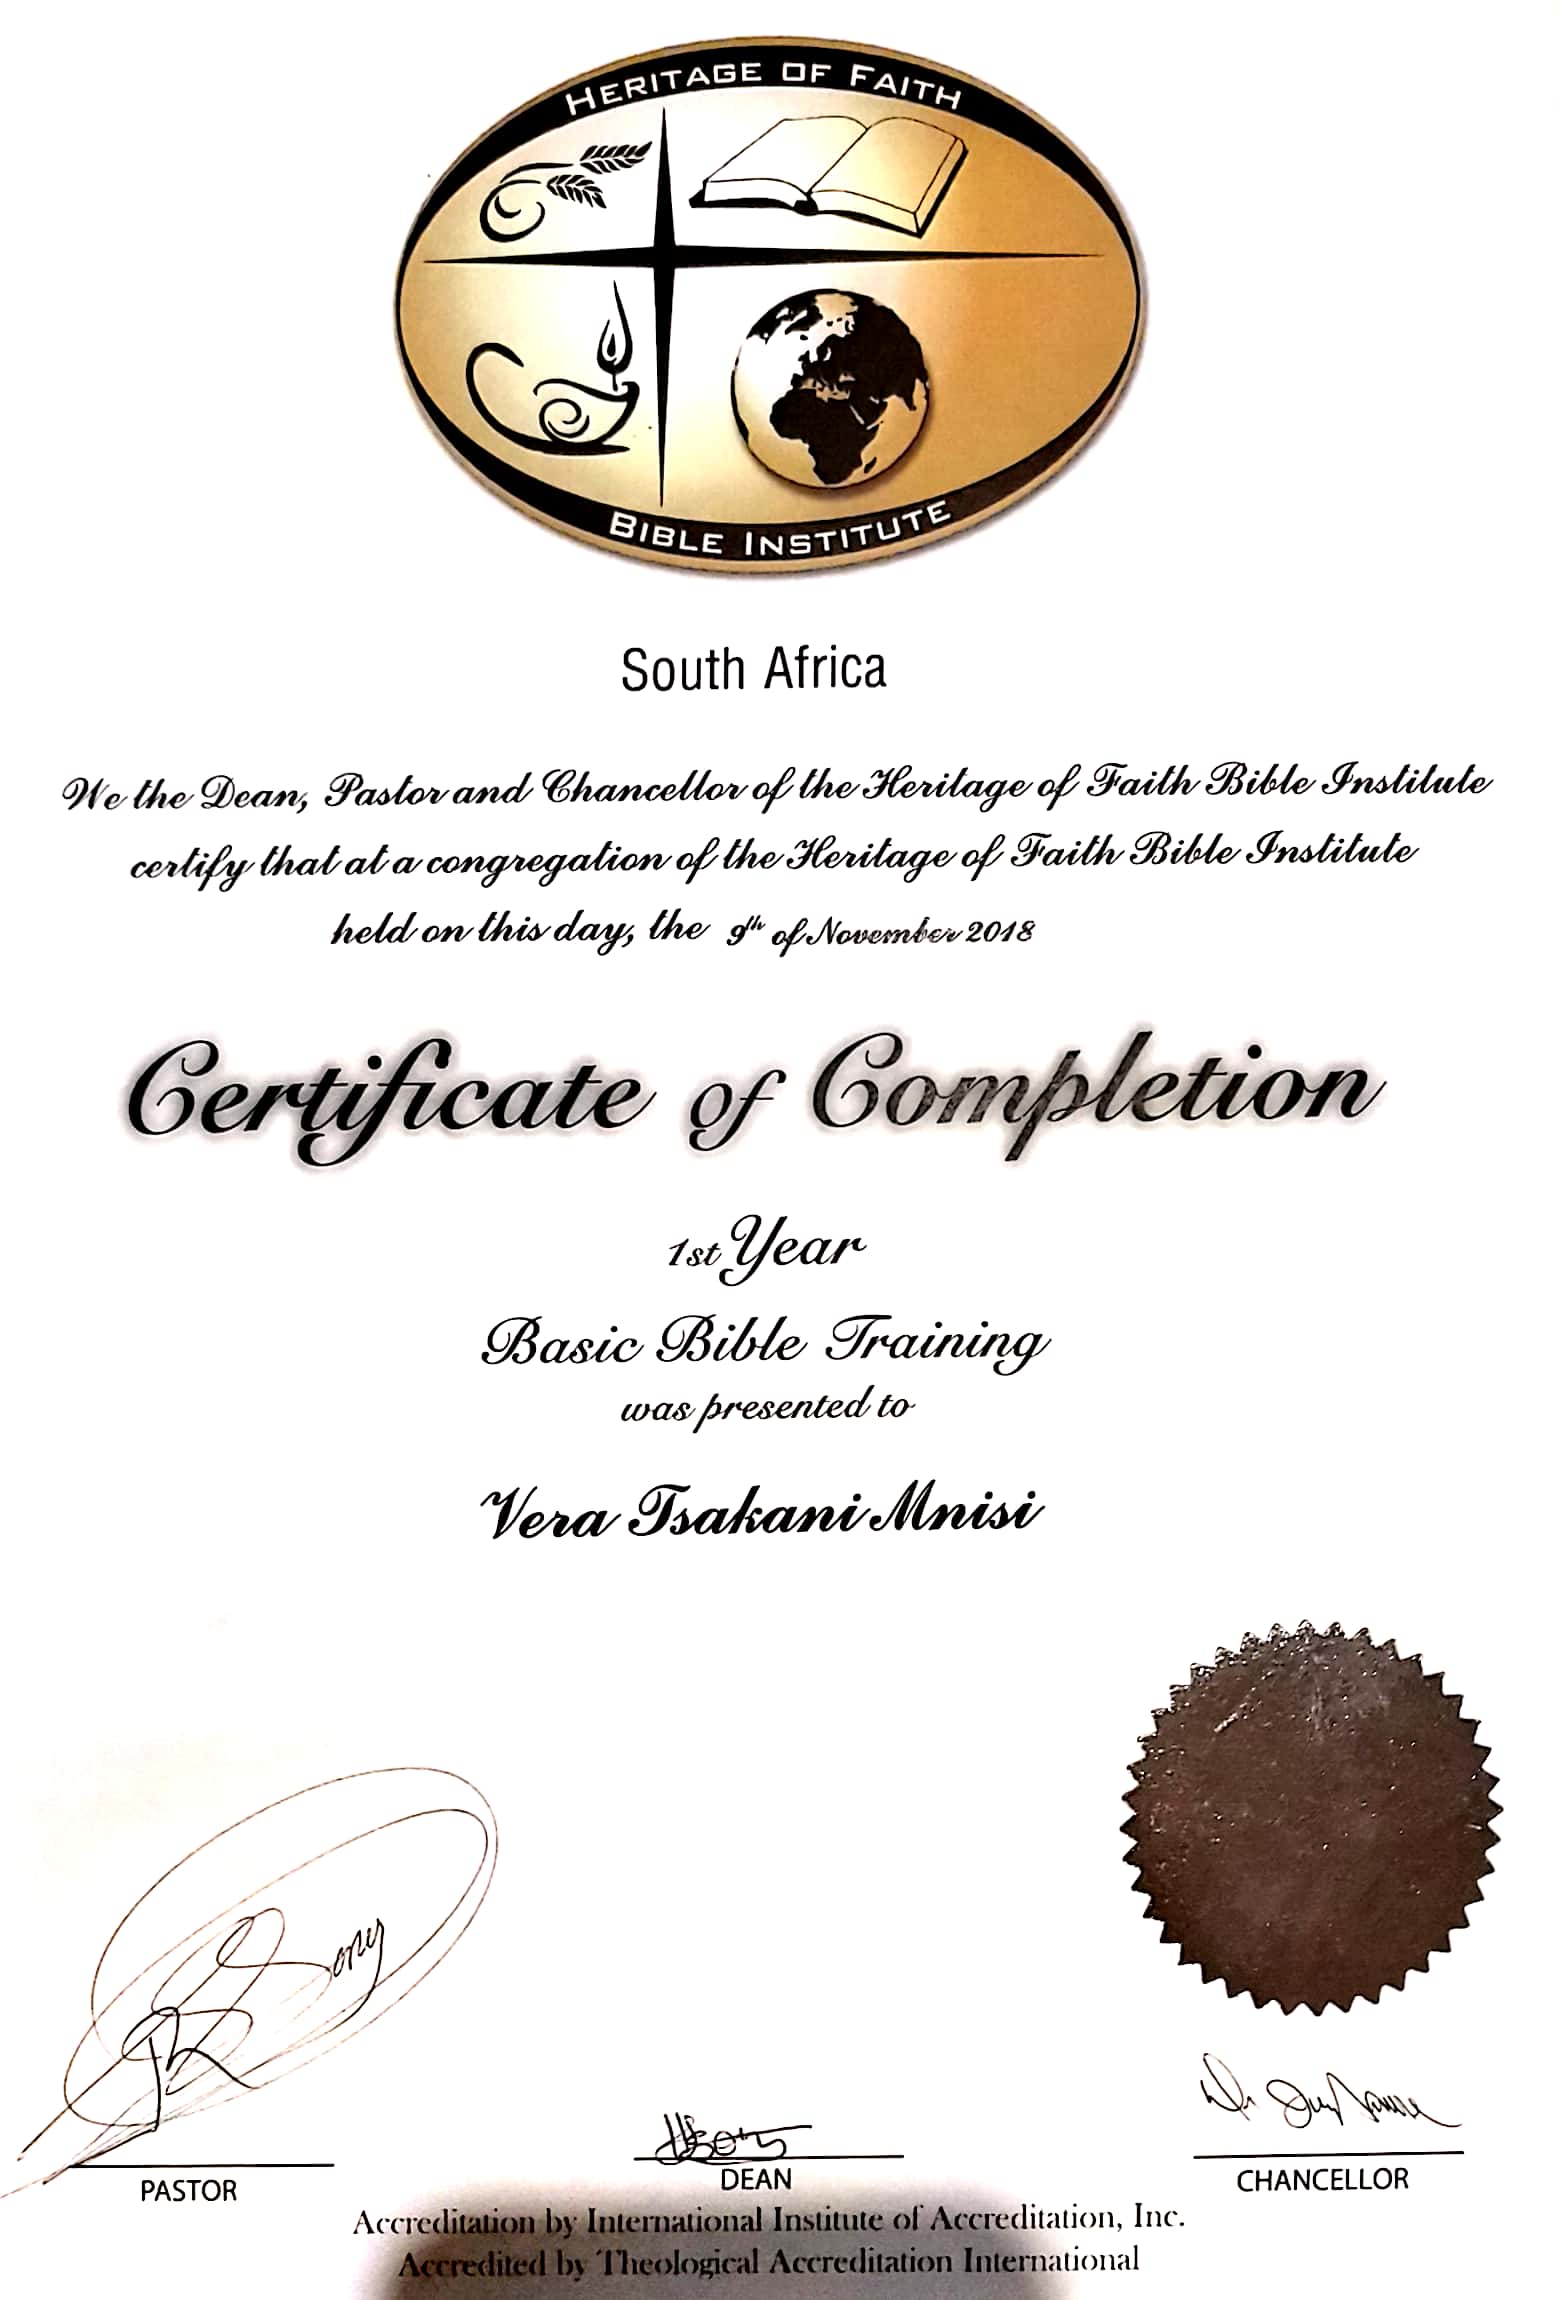 HERITAGE OF FAITH
BIBLE INSTITUTE
South Africa
We the Dean, Pastor and Chancellor of the Heritage of Faith Bible Institute
certify that at a congregation of the Heritage of Faith Bible Institute
held on this day, the 9th of November 2018
Certificate of Completion
1st Year
Basic Bible Training
was presented to
Vera Tsakani Mnisi
PASTOR
DEAN
CHANCELLOR
Accreditation by International Institute of Accreditation, Inc.
Accredited by Theological Accreditation International